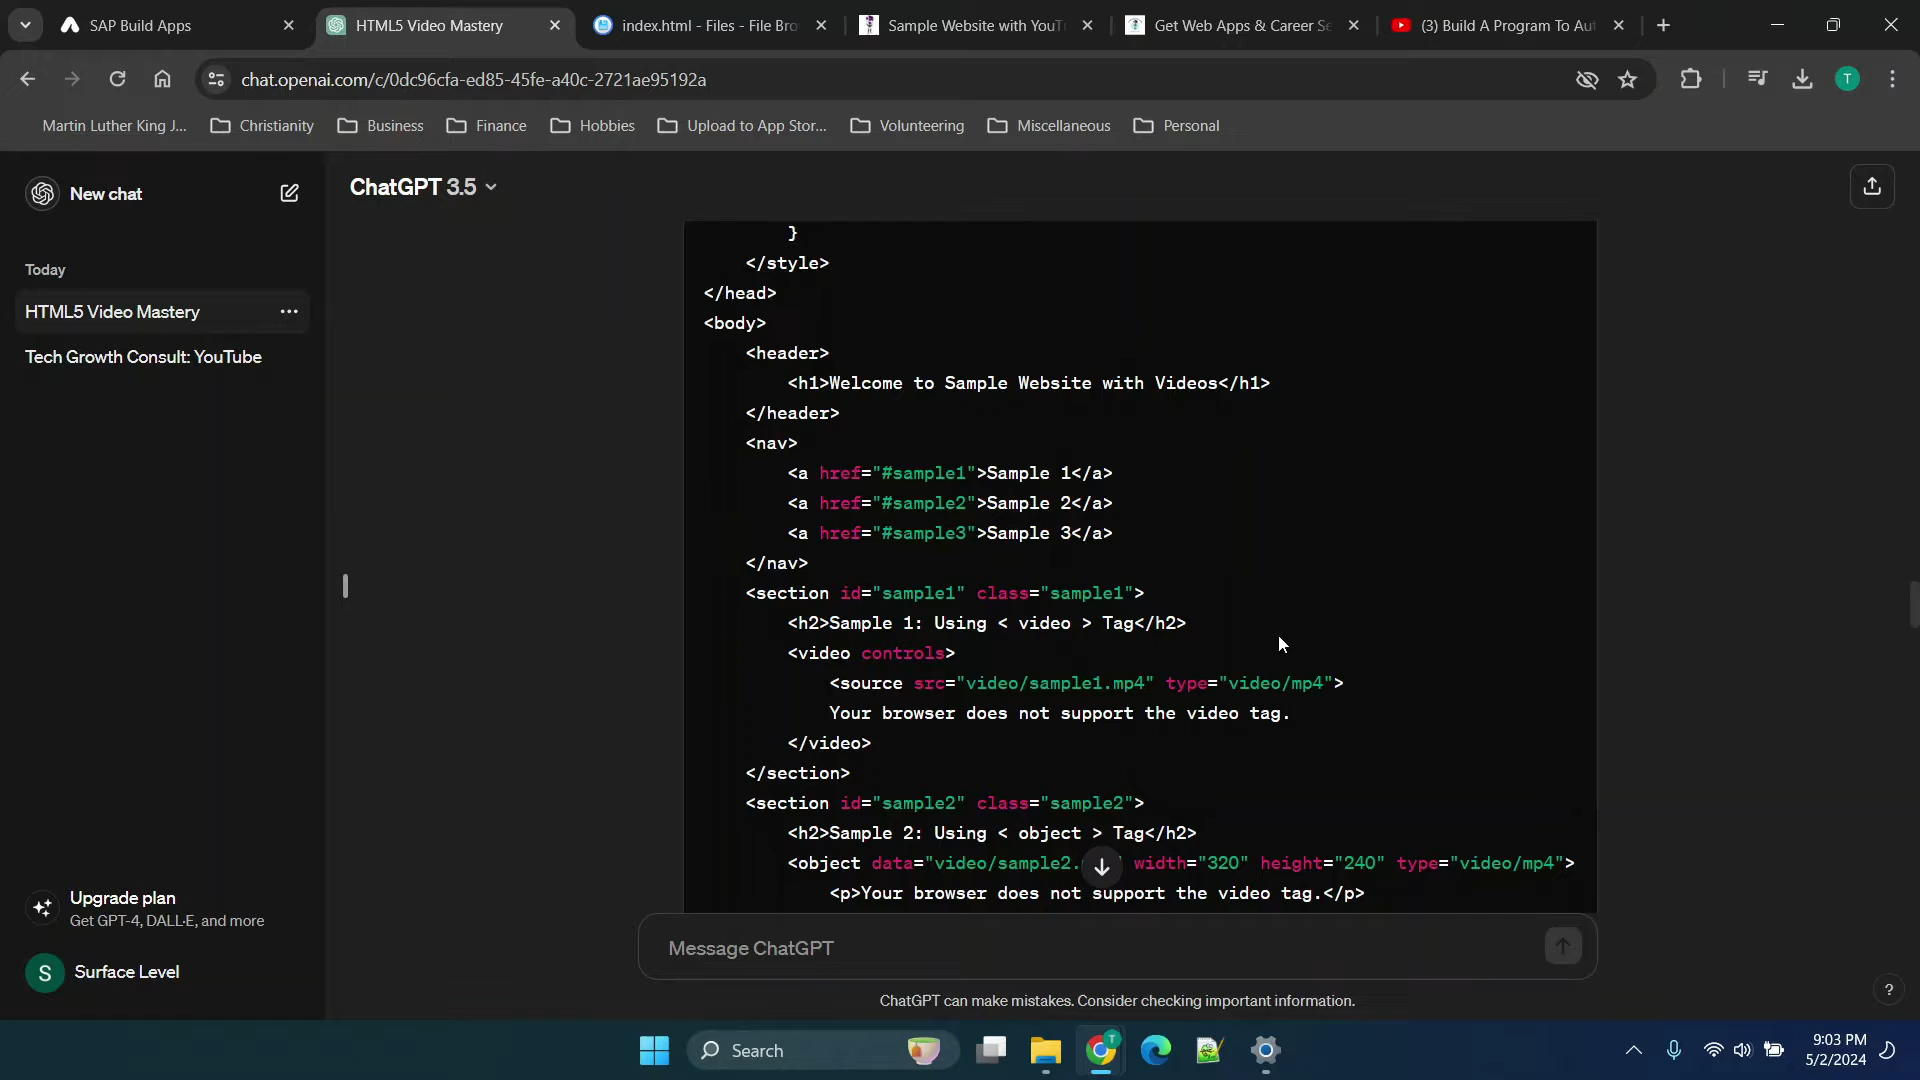 SAP Build Apps
HTML5 Video Mastery
index.html - Files - File Bro
Sample Website with YouT
Get Web Apps & Career Se
(3) Build A Program To Au
chat.openai.com/c/0dc96cfa-ed85-45fe-a40c-2721ae95192a
T
Martin Luther King J...
Christianity
Business
Finance
Hobbies
Upload to App Stor...
Volunteering
Miscellaneous
Personal
New chat
ChatGPT 3.5
Today
HTML5 Video Mastery
Tech Growth Consult: YouTube
}
</style>
</head>
<body>
<header>
<h1>Welcome to Sample Website with Videos</h1>
</header>
<nav>
<a href="#sample1">Sample 1</a>
<a href="#sample2">Sample 2</a>
<a href="#sample3">Sample 3</a>
</nav>
<section id="sample1" class="sample1">
<h2>Sample 1: Using < video > Tag</h2>
<video controls>
<source src="video/sample1.mp4" type="video/mp4">
Your browser does not support the video tag.
</video>
</section>
<section id="sample2" class="sample2">
<h2>Sample 2: Using < object > Tag</h2>
<object data="video/sample2. width="320" height="240" type="video/mp4">
<p>Your browser does not support the video tag.</p>
Upgrade plan
Get GPT-4, DALL·E, and more
S
Surface Level
Message ChatGPT
ChatGPT can make mistakes. Consider checking important information.
?
Search
T
9:03 PM
5/2/2024